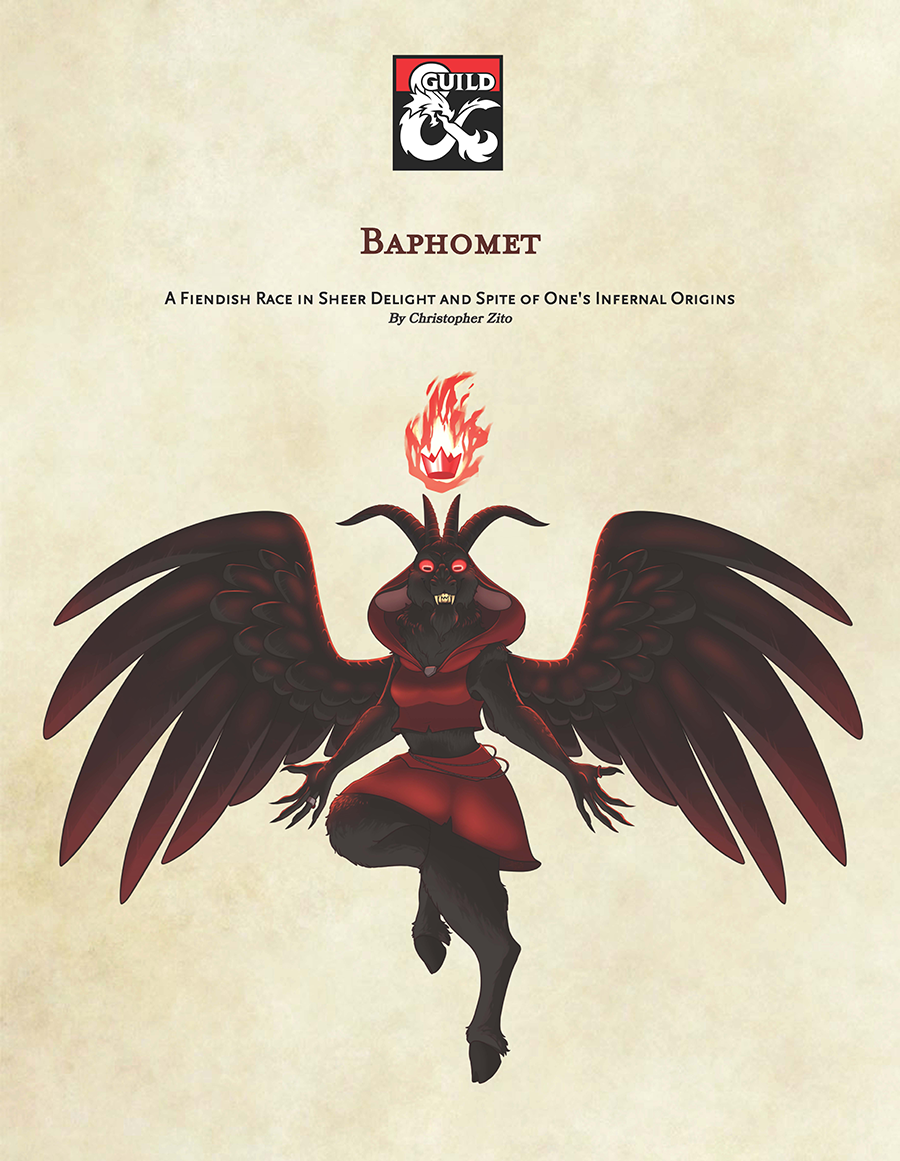 GUILD
BAPHOMET
A FIENDISH RACE IN SHEER DELIGHT AND SPITE OF ONE'S INFERNAL ORIGINS
By Christopher Zito